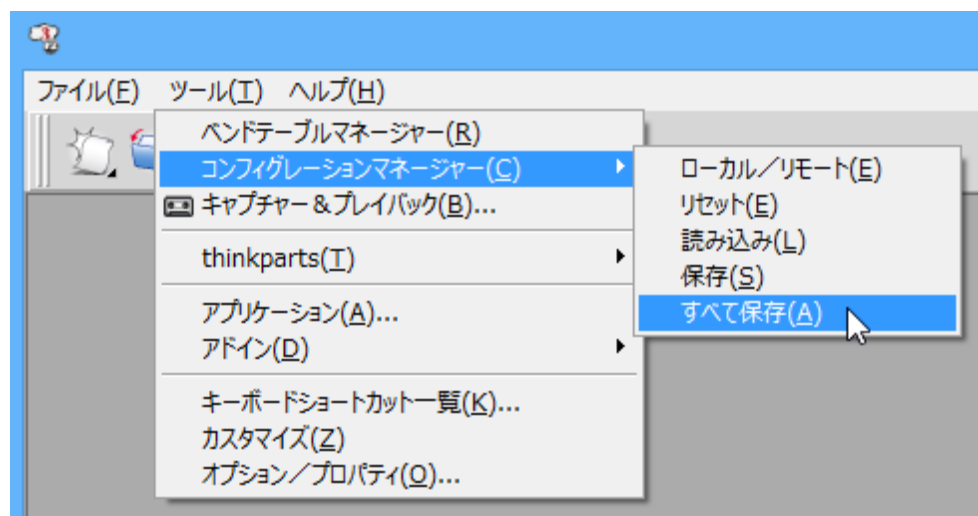 ファイル(F) ツール(T) ヘルプ(H)
ベンドテーブルマネージャー(R)
コンフィグレーションマネージャー(C)
キャプチャー＆プレイバック(B)...
thinkparts(T)
アプリケーション(A)...
アドイン(D)
キーボードショートカット一覧(K)...
カスタマイズ(Z)
オプション／プロパティ(O)...
ローカル／リモート(E)
リセット(E)
読み込み(L)
保存(S)
すべて保存(A)